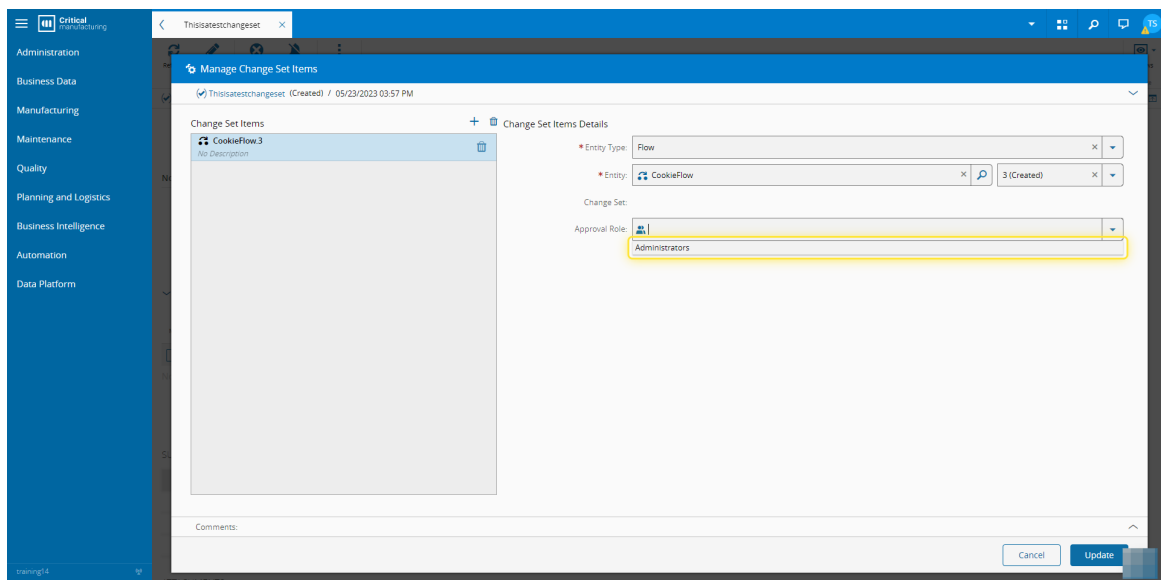 Critical
manufacturing
Thisisatestchangeset
TS
Administration
Business Data
Manufacturing
Maintenance
Quality
Planning and Logistics
Business Intelligence
Automation
Data Platform
training14
Manage Change Set Items
Thisisatestchangeset (Created) / 05/23/2023 03:57 PM
Change Set Items
CookieFlow.3
No Description
Change Set Items Details
* Entity Type: Flow
* Entity: CookieFlow 3 (Created)
Change Set:
Approval Role:
Administrators
Comments:
Cancel Update